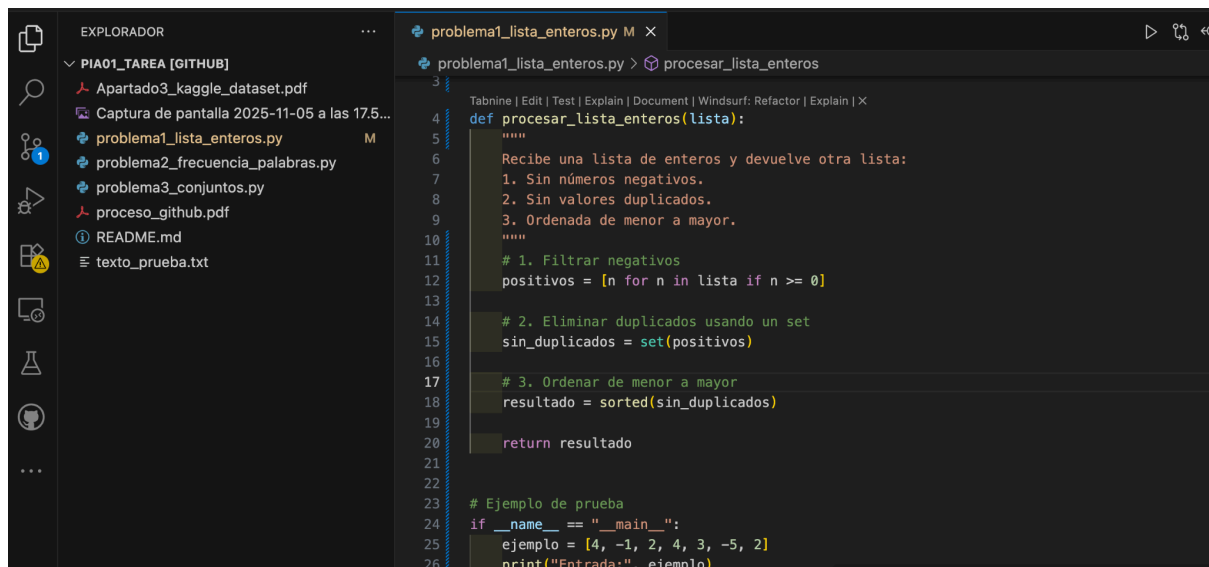 EXPLORADOR
PIA01_TAREA [GITHUB]
Apartado3_kaggle_dataset.pdf
Captura de pantalla 2025-11-05 a las 17.5...
problema1_lista_enteros.py M
problema2_frecuencia_palabras.py
problema3_conjuntos.py
proceso_github.pdf
README.md
texto_prueba.txt
1
problema1_lista_enteros.py M
problema1_lista_enteros.py > procesar_lista_enteros
3
Tabnine | Edit | Test | Explain | Document | Windsurf: Refactor | Explain | X
4 def procesar_lista_enteros(lista):
5 """
6 Recibe una lista de enteros y devuelve otra lista:
7 1. Sin números negativos.
8 2. Sin valores duplicados.
9 3. Ordenada de menor a mayor.
10 """
11 # 1. Filtrar negativos
12 positivos = [n for n in lista if n >= 0]
13
14 # 2. Eliminar duplicados usando un set
15 sin_duplicados = set(positivos)
16
17 # 3. Ordenar de menor a mayor
18 resultado = sorted(sin_duplicados)
19
20 return resultado
21
22
23 # Ejemplo de prueba
24 if __name__ == "__main__":
25 ejemplo = [4, -1, 2, 4, 3, -5, 2]
26 print("Entrada:", ejemplo)